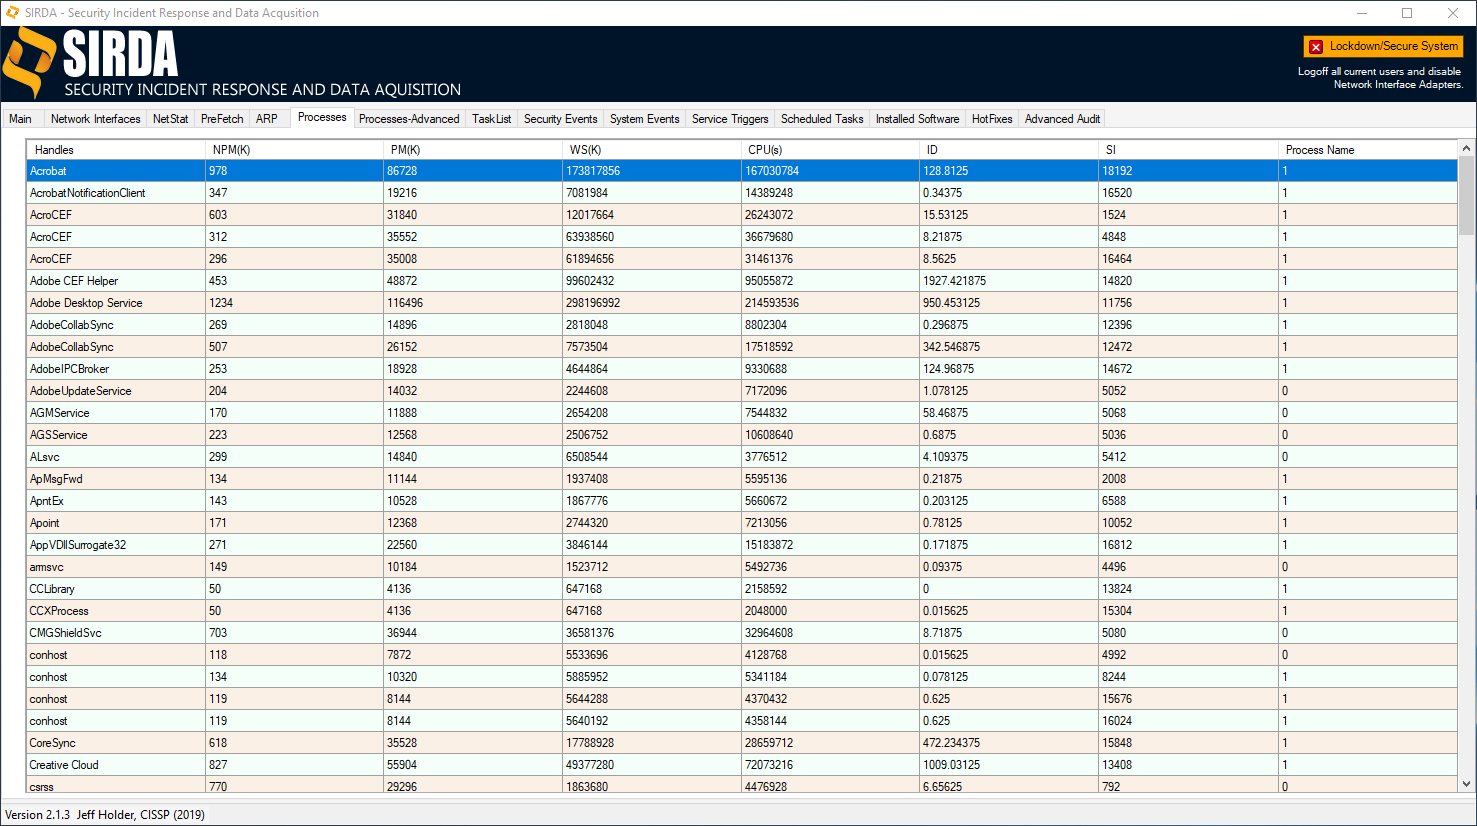 SIRDA - Security Incident Response and Data Acqusition
SIRDA
SECURITY INCIDENT RESPONSE AND DATA AQUISITION
Lockdown/Secure System
Logoff all current users and disable
Network Interface Adapters.
Main Network Interfaces NetStat PreFetch ARP Processes Processes-Advanced TaskList Security Events System Events Service Triggers Scheduled Tasks Installed Software HotFixes Advanced Audit
Handles NPM(K) PM(K) WS(K) CPU(s) ID SI Process Name
Acrobat 978 86728 173817856 167030784 128.8125 18192 1
AcrobatNotificationClient 347 19216 7081984 14389248 0.34375 16520 1
AcroCEF 603 31840 12017664 26243072 15.53125 1524 1
AcroCEF 312 35552 63938560 36679680 8.21875 4848 1
AcroCEF 296 35008 61894656 31461376 8.5625 16464 1
Adobe CEF Helper 453 48872 99602432 95055872 1927.421875 14820 1
Adobe Desktop Service 1234 116496 298196992 214593536 950.453125 11756 1
AdobeCollabSync 269 14896 2818048 8802304 0.296875 12396 1
AdobeCollabSync 507 26152 7573504 17518592 342.546875 12472 1
AdobeIPCBroker 253 18928 4644864 9330688 124.96875 14672 1
AdobeUpdateService 204 14032 2244608 7172096 1.078125 5052 0
AGMService 170 11888 2654208 7544832 58.46875 5068 0
AGSService 223 12568 2506752 10608640 0.6875 5036 0
ALsvc 299 14840 6508544 3776512 4.109375 5412 0
ApMsgFwd 134 11144 1937408 5595136 0.21875 2008 1
ApntEx 143 10528 1867776 5660672 0.203125 6588 1
Apoint 171 12368 2744320 7213056 0.78125 10052 1
AppVDllSurrogate32 271 22560 3846144 15183872 0.171875 16812 1
armsvc 149 10184 1523712 5492736 0.09375 4496 0
CCLibrary 50 4136 647168 2158592 0 13824 1
CCXProcess 50 4136 647168 2048000 0.015625 15304 1
CMGShieldSvc 703 36944 36581376 32964608 8.71875 5080 0
conhost 118 7872 5533696 4128768 0.015625 4992 0
conhost 134 10320 5885952 5341184 0.078125 8244 1
conhost 119 8144 5644288 4370432 0.625 15676 1
conhost 119 8144 5640192 4358144 0.625 16024 1
CoreSync 618 35528 17788928 28659712 472.234375 15848 1
Creative Cloud 827 55904 49377280 72073216 1009.03125 13408 1
csrss 770 29296 1863680 4476928 6.65625 792 0
Version 2.1.3 Jeff Holder, CISSP (2019)